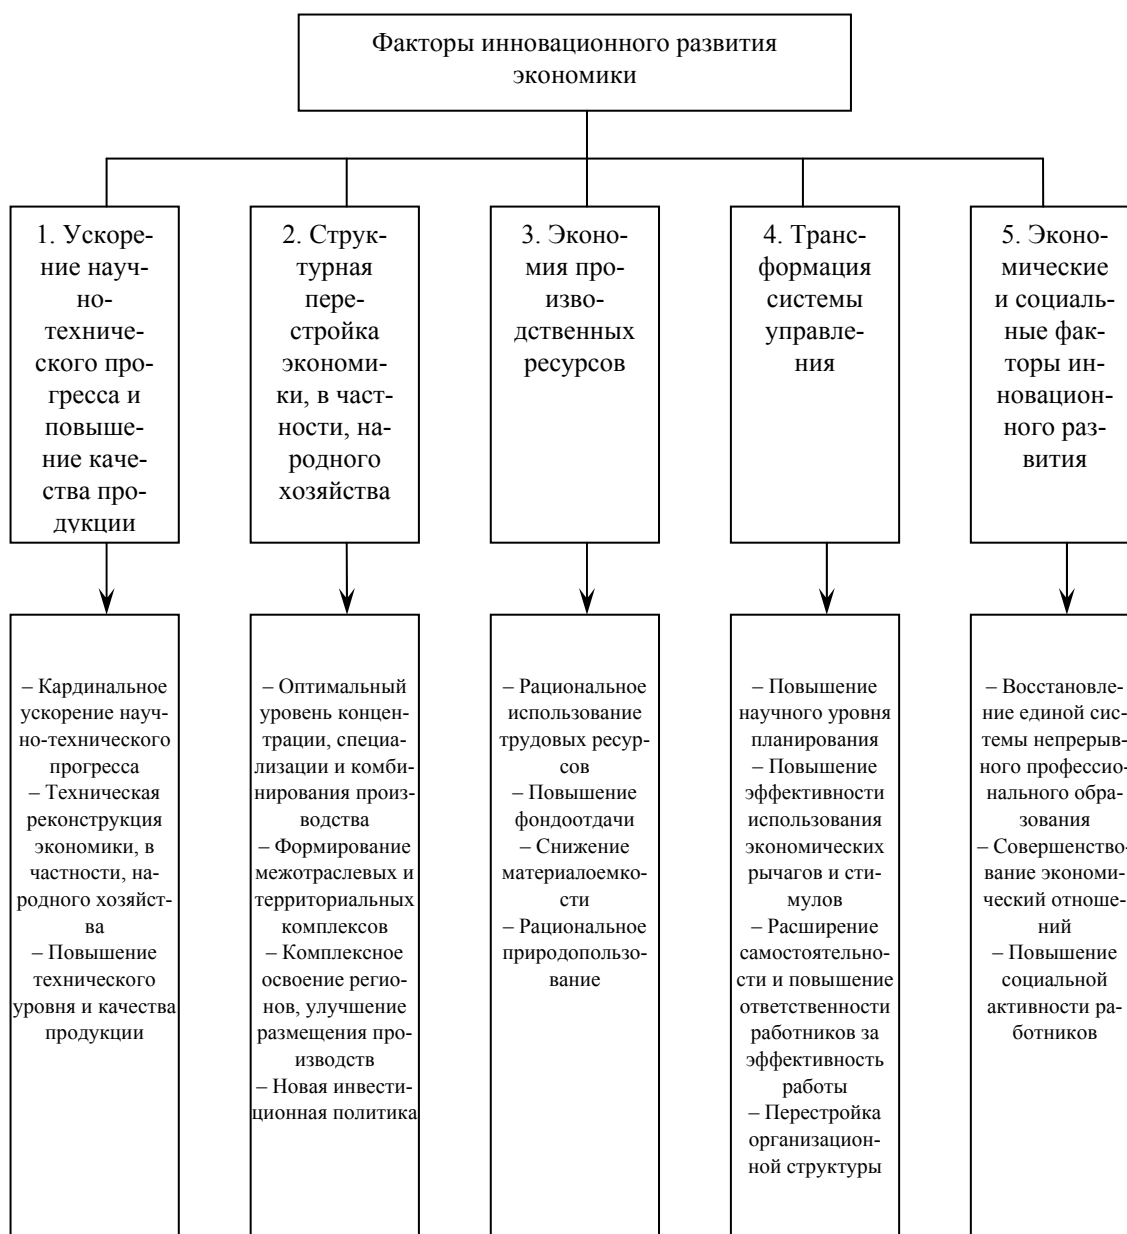 Факторы инновационного развития
экономики
1. Ускоре-
ние науч-
но-
техниче-
ского про-
гресса и
повыше-
ние каче-
ства про-
дукции
2. Струк-
турная
пере-
стройка
экономи-
ки, в част-
ности, на-
родного
хозяйства
3. Эконо-
мия про-
изво-
дственных
ресурсов
4. Транс-
формация
системы
управле-
ния
5. Эконо-
мические
и социаль-
ные фак-
торы ин-
новацион-
ного раз-
вития
– Кардинальное
ускорение науч-
но-технического
прогресса
– Техническая
реконструкция
экономики, в
частности, на-
родного хозяйст-
ва
– Повышение
технического
уровня и качества
продукции
– Оптимальный
уровень концен-
трации, специа-
лизации и комби-
нирования произ-
водства
– Формирование
межотраслевых и
территориальных
комплексов
– Комплексное
освоение регио-
нов, улучшение
размещения про-
изводств
– Новая инвести-
ционная политика
– Рациональное
использование
трудовых ресур-
сов
– Повышение
фондоотдачи
– Снижение
материалоемко-
сти
– Рациональное
природопользо-
вание
– Повышение
научного уровня
планирования
– Повышение
эффективности
использования
экономических
рычагов и сти-
мулов
– Расширение
самостоятельно-
сти и повышение
ответственности
работников за
эффективность
работы
– Перестройка
организацион-
ной структуры
– Восстановле-
ние единой сис-
темы непрерыв-
ного профессио-
нального обра-
зования
– Совершенство-
вание экономи-
ческий отноше-
ний
– Повышение
социальной
активности ра-
ботников